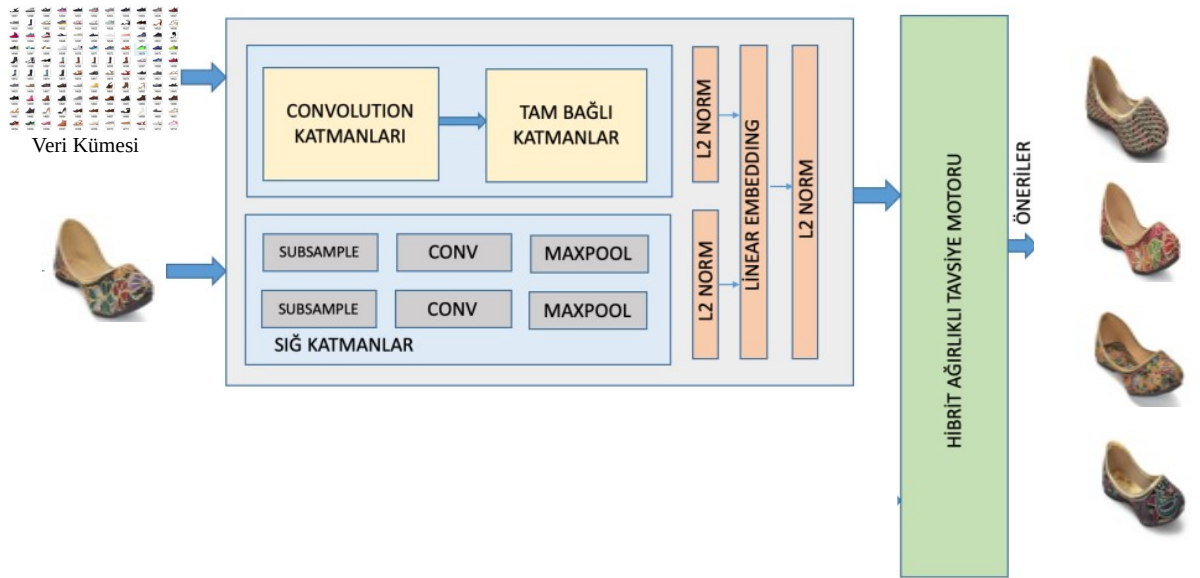 Veri Kümesi
CONVOLUTION
KATMANLARI
TAM BAĞLI
KATMANLAR
SUBSAMPLE
CONV
MAXPOOL
SUBSAMPLE
CONV
MAXPOOL
SIĞ KATMANLAR
L2 NORM
L2 NORM
LİNEAR EMBEDDING
L2 NORM
HİBRİT AĞIRLIKLI TAVSİYE MOTORU
ÖNERİLER